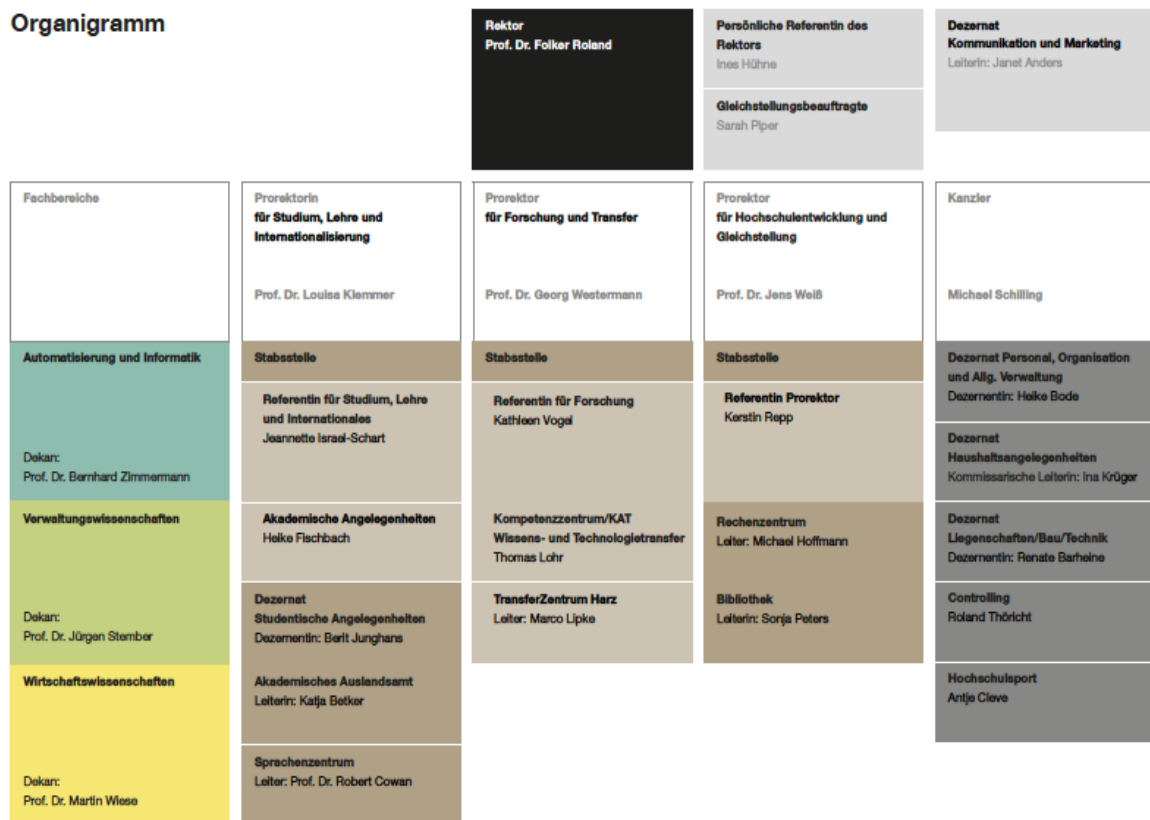 Organigramm
Rektor
Prof. Dr. Folker Roland
Persönliche Referentin des
Rektors
Ines Hühne
Gleichstellungsbeauftragte
Sarah Piper
Dezernat
Kommunikation und Marketing
Leiterin: Janet Anders
Fachbereiche
Prorektorin
für Studium, Lehre und
Internationalisierung
Prof. Dr. Louisa Klemmer
Prorektor
für Forschung und Transfer
Prof. Dr. Georg Westermann
Prorektor
für Hochschulentwicklung und
Gleichstellung
Prof. Dr. Jens Weiß
Kanzler
Michael Schilling
Automatisierung und Informatik
Dekan:
Prof. Dr. Bernhard Zimmermann
Verwaltungswissenschaften
Dekan:
Prof. Dr. Jürgen Stember
Wirtschaftswissenschaften
Dekan:
Prof. Dr. Martin Wiese
Stabsstelle
Referentin für Studium, Lehre
und Internationales
Jeannette Israel-Schart
Akademische Angelegenheiten
Heike Fischbach
Dezernat
Studentische Angelegenheiten
Dezernentin: Berit Junghans
Akademisches Auslandsamt
Leiterin: Katja Betker
Sprachenzentrum
Leiter: Prof. Dr. Robert Cowan
Stabsstelle
Referentin für Forschung
Kathleen Vogel
Kompetenzzentrum/KAT
Wissens- und Technologietransfer
Thomas Lohr
TransferZentrum Harz
Leiter: Marco Lipke
Stabsstelle
Referentin Prorektor
Kerstin Repp
Rechenzentrum
Leiter: Michael Hoffmann
Bibliothek
Leiterin: Sonja Peters
Dezernat Personal, Organisation
und Allg. Verwaltung
Dezernentin: Heike Bode
Dezernat
Haushaltsangelegenheiten
Kommissarische Leiterin: Ina Krüger
Dezernat
Liegenschaften/Bau/Technik
Dezernentin: Renate Barheine
Controlling
Roland Thöricht
Hochschulsport
Antje Cleve